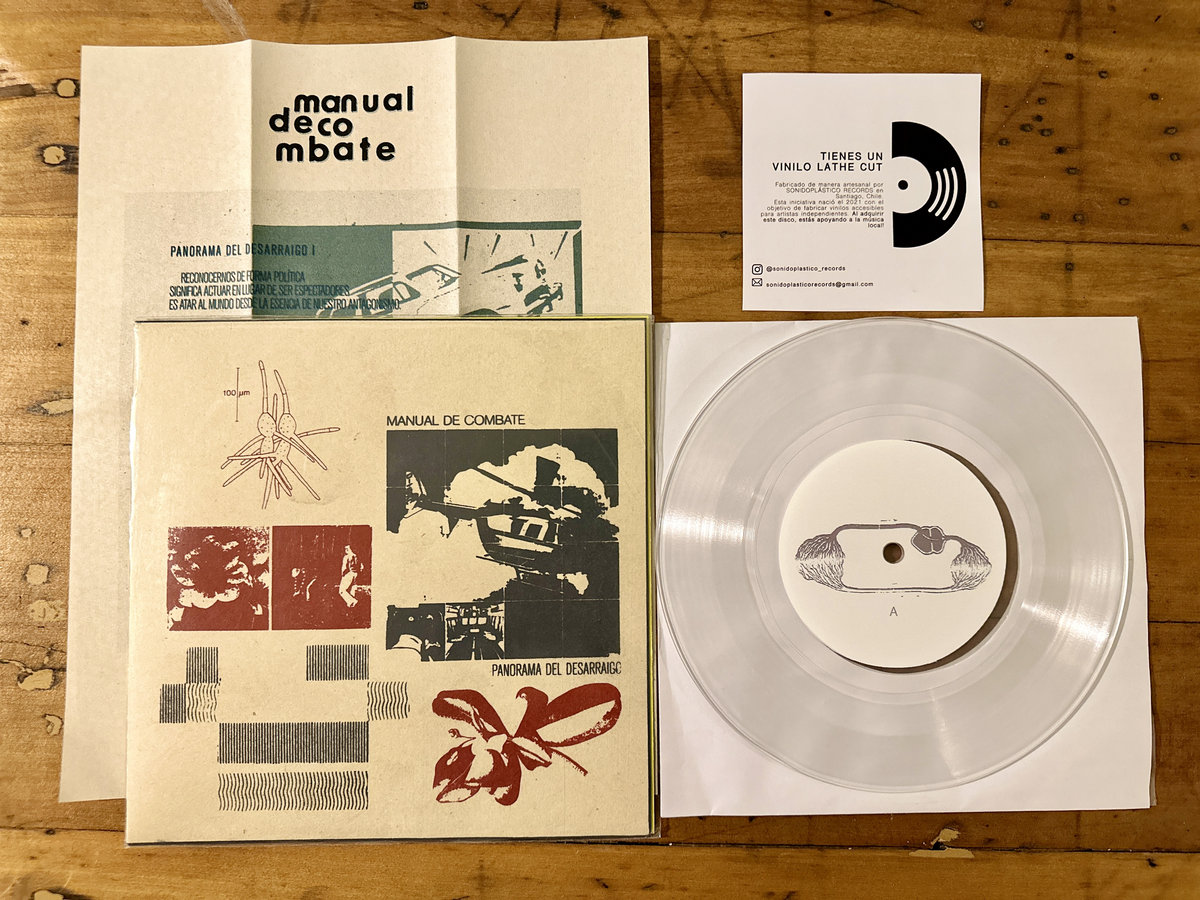 manual
deco
mbate
PANORAMA DEL DESARRAIGO I
RECONOCERNOS DE FORMA POLÍTICA
SIGNIFICA ACTUAR EN LUGAR DE SER ESPECTADORES
ES ATAR AL MUNDO DESDE LA ESENCIA DE NUESTRO ANTAGONISMO.
TIENES UN
VINILO LATHE CUT
Fabricado de manera artesanal por
SONIDOPLÁSTICO RECORDS en
Santiago, Chile.
Esta iniciativa nació el 2021 con el
objetivo de fabricar vinilos accesibles
para artistas independientes. Al adquirir
este disco, estás apoyando a la música
local!
@sonidoplastico_records
sonidoplasticorecords@gmail.com
100 µm
MANUAL DE COMBATE
PANORAMA DEL DESARRAIGO
A